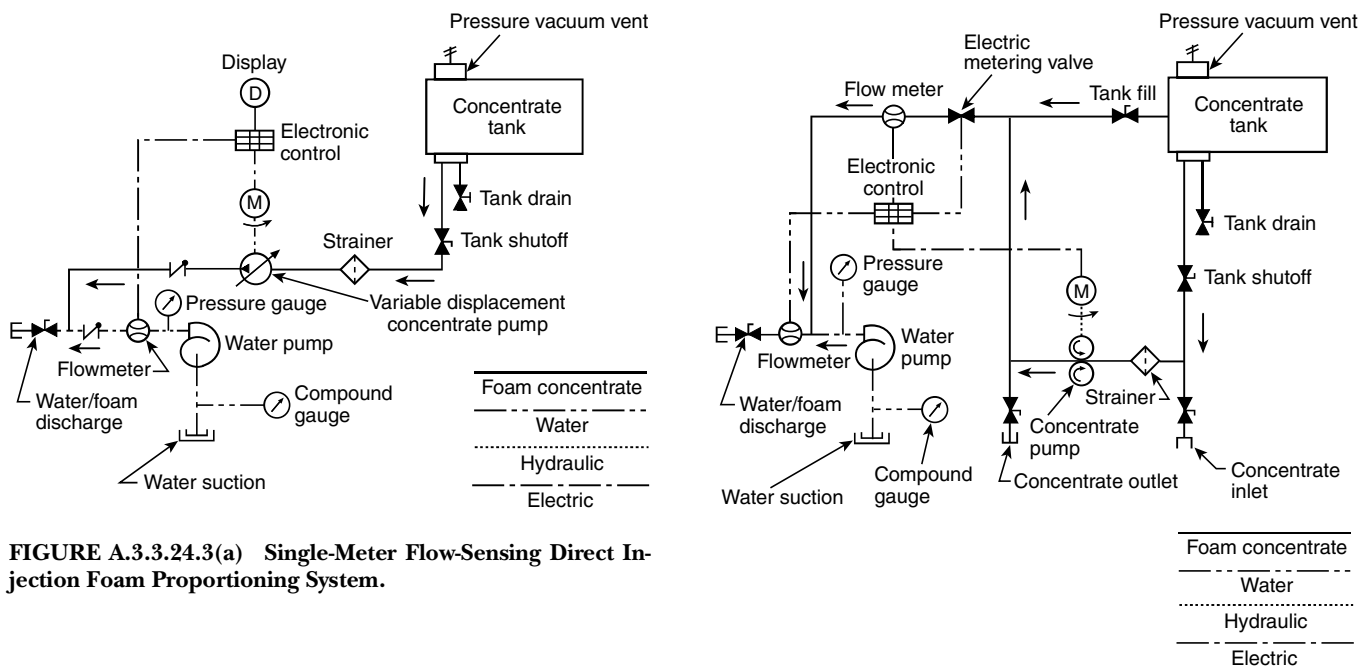 Pressure vacuum vent
Display
D
Concentrate
tank
Electronic
control
M
Tank drain
Strainer
Tank shutoff
Pressure gauge
Variable displacement
concentrate pump
Water pump
Flowmeter
Water/foam
discharge
Compound
gauge
Water suction
Foam concentrate
Water
Hydraulic
Electric
FIGURE A.3.3.24.3(a) Single-Meter Flow-Sensing Direct In-
jection Foam Proportioning System.
Pressure vacuum vent
Electric
metering valve
Flow meter
Tank fill
Concentrate
tank
Electronic
control
Tank drain
Pressure
gauge
Tank shutoff
M
Water
pump
Flowmeter
Strainer
Water/foam
discharge
Concentrate
pump
Concentrate outlet
Concentrate
inlet
Compound
gauge
Water suction
Foam concentrate
Water
Hydraulic
Electric